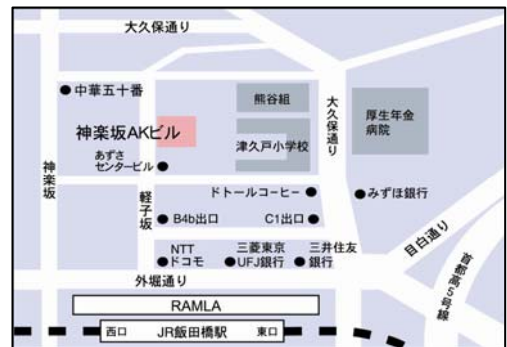 大久保通り
中華五十番
熊谷組
大久保通り
厚生年金
病院
神楽坂AKビル
津久戸小学校
あずさ
センタービル
神楽坂
ドトールコーヒー
みずほ銀行
軽子坂
B4b出口
C1出口
目白通り
NTT
ドコモ
三菱東京
UFJ銀行
三井住友
銀行
首都高5号線
外堀通り
RAMLA
西口
JR飯田橋駅
東口